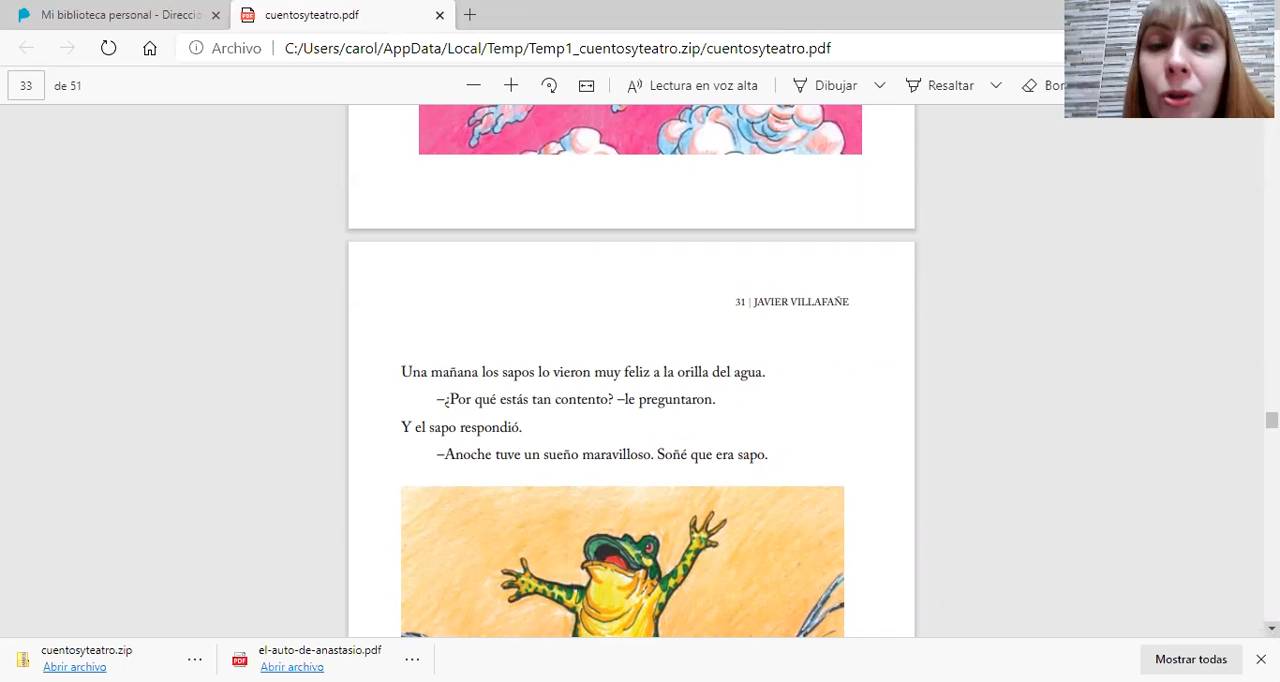 Mi biblioteca personal - Direcci
cuentosyteatro.pdf
Archivo
C:/Users/carol/AppData/Local/Temp/Temp1_cuentosyteatro.zip/cuentosyteatro.pdf
33 de 51
Lectura en voz alta
Dibujar
Resaltar
31 | JAVIER VILLAFAÑE
Una mañana los sapos lo vieron muy feliz a la orilla del agua.
–¿Por qué estás tan contento? –le preguntaron.
Y el sapo respondió.
–Anoche tuve un sueño maravilloso. Soñé que era sapo.
cuentosyteatro.zip
Abrir archivo
el-auto-de-anastasio.pdf
Abrir archivo
Mostrar todas